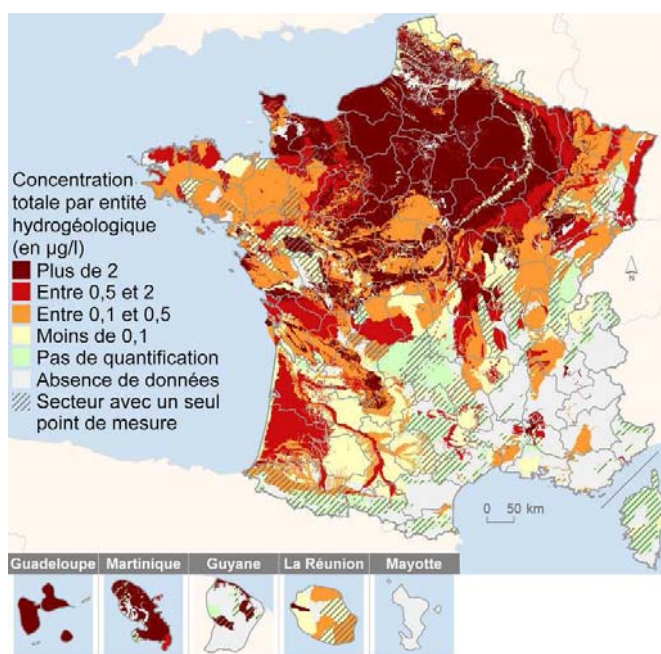 Concentration
totale par entité
hydrogéologique
(en µg/l)
Plus de 2
Entre 0,5 et 2
Entre 0,1 et 0,5
Moins de 0,1
Pas de quantification
Absence de données
Secteur avec un seul
point de mesure
N
0 50 km
Guadeloupe Martinique Guyane La Réunion Mayotte